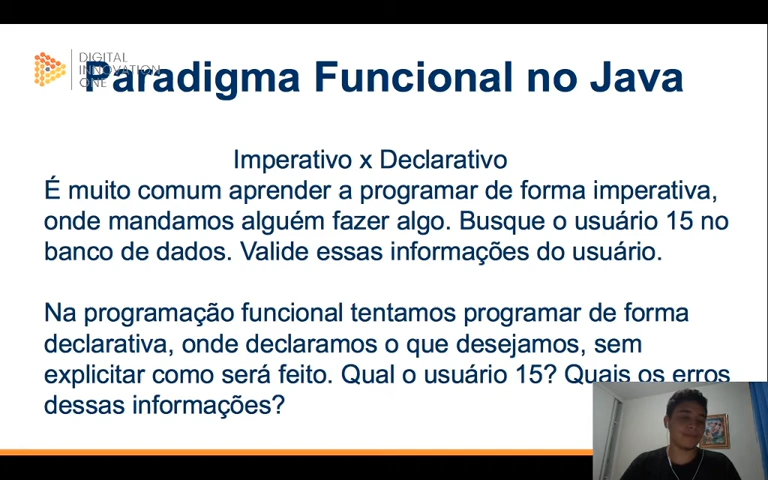 DIGITAL
INNOVATION
ONE
Paradigma Funcional no Java
Imperativo x Declarativo
É muito comum aprender a programar de forma imperativa,
onde mandamos alguém fazer algo. Busque o usuário 15 no
banco de dados. Valide essas informações do usuário.
Na programação funcional tentamos programar de forma
declarativa, onde declaramos o que desejamos, sem
explicitar como será feito. Qual o usuário 15? Quais os erros
dessas informações?